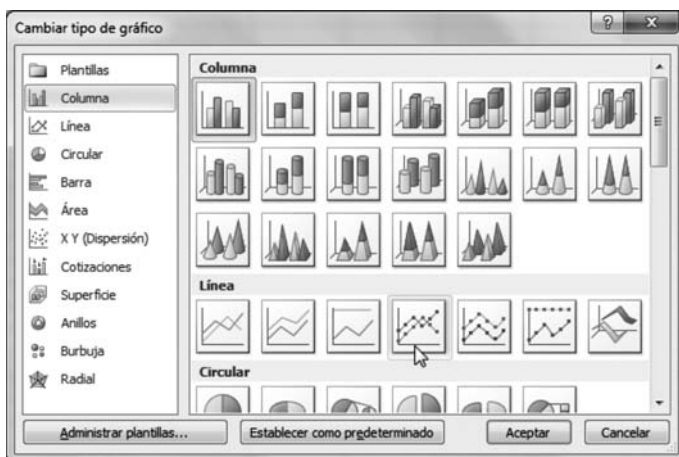 Cambiar tipo de gráfico
Plantillas
Columna
Línea
Circular
Barra
Área
X Y (Dispersión)
Cotizaciones
Superficie
Anillos
Burbuja
Radial
Columna
Línea
Circular
Administrar plantillas...
Establecer como predeterminado
Aceptar
Cancelar